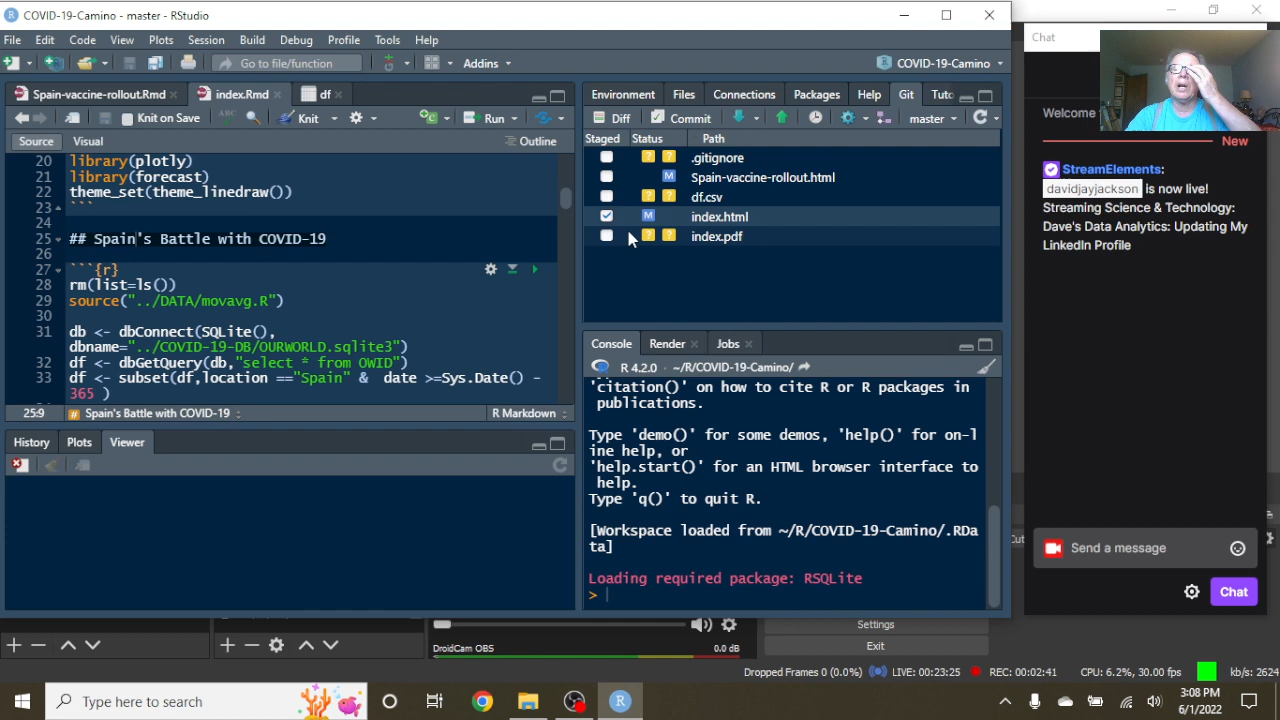 COVID-19-Camino - master - RStudio
File Edit Code View Plots Session Build Debug Profile Tools Help
Go to file/function
Addins
COVID-19-Camino
Spain-vaccine-rollout.Rmd
index.Rmd
df
Knit on Save
ABC
Knit
Run
Source
Visual
Outline
20 library(plotly)
21 library(forecast)
22 theme_set(theme_linedraw())
23 ```
24
25 ## Spain's Battle with COVID-19
26
27 ```{r}
28 rm(list=ls())
29 source("../DATA/movavg.R")
30
31 db <- dbConnect(SQLite(),
dbname="../COVID-19-DB/OURWORLD.sqlite3")
32 df <- dbGetQuery(db,"select * from OWID")
33 df <- subset(df,location =="Spain" & date >=Sys.Date() -
365 )
25:9
# Spain's Battle with COVID-19
R Markdown
History Plots Viewer
Environment Files Connections Packages Help Git Tuto
Diff
Commit
master
Staged Status Path
? ? .gitignore
M Spain-vaccine-rollout.html
? ? df.csv
M index.html
? ? index.pdf
Console Render Jobs
R 4.2.0 · ~/R/COVID-19-Camino/
'citation()' on how to cite R or R packages in
publications.
Type 'demo()' for some demos, 'help()' for on-l
ine help, or
'help.start()' for an HTML browser interface to
help.
Type 'q()' to quit R.
[Workspace loaded from ~/R/COVID-19-Camino/.RDa
ta]
Loading required package: RSQLite
>
Chat
Welcome
New
StreamElements:
davidjayjackson is now live!
Streaming Science & Technology:
Dave's Data Analytics: Updating My
LinkedIn Profile
Send a message
Chat
Cut
Settings
Exit
DroidCam OBS
0.0 dB
Dropped Frames 0 (0.0%)
LIVE: 00:23:25
REC: 00:02:41
CPU: 6.2%, 30.00 fps
kb/s: 2624
Type here to search
3:08 PM
6/1/2022